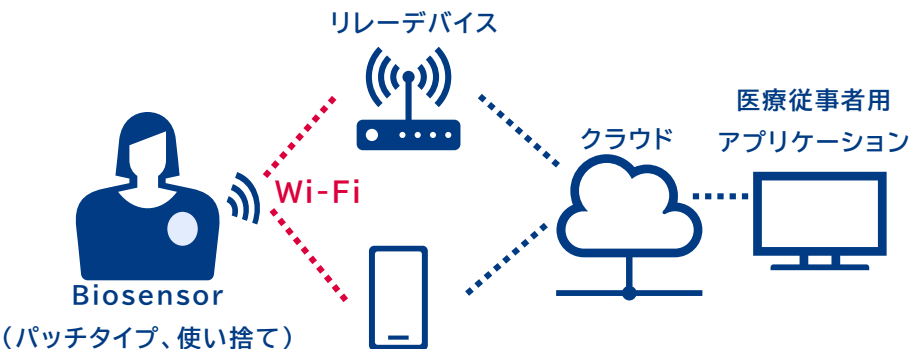 リレーデバイス
医療従事者用
アプリケーション
クラウド
Wi-Fi
Biosensor
（パッチタイプ、使い捨て）